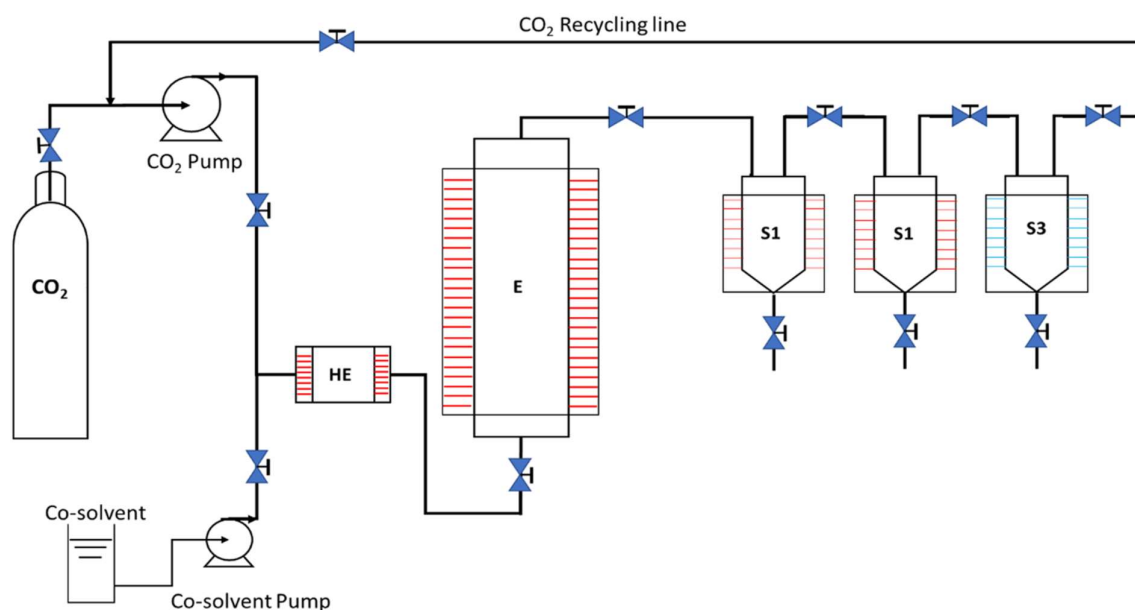 CO₂ Recycling line
CO₂ Pump
CO₂
E
S1
S1
S3
HE
Co-solvent
Co-solvent Pump